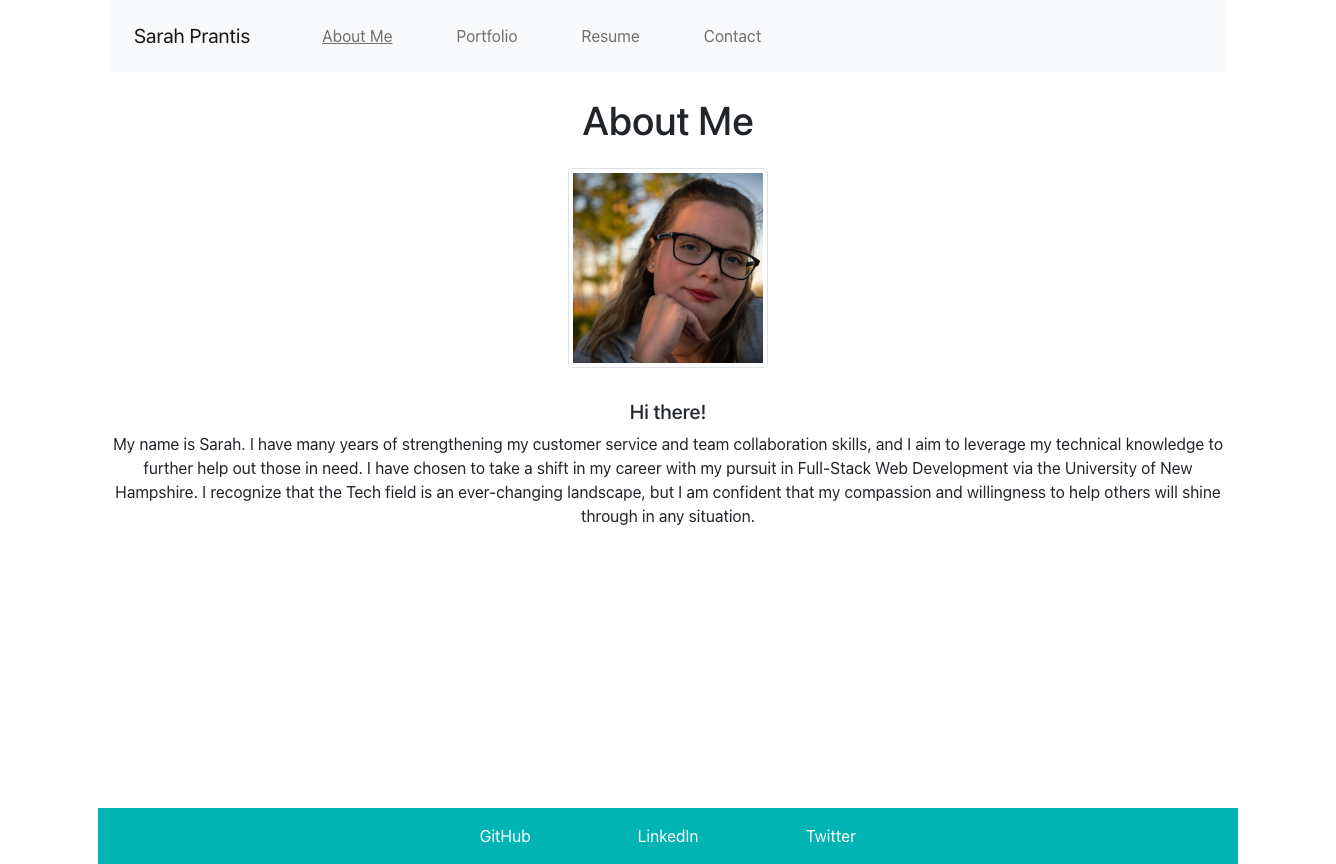 Sarah Prantis About Me Portfolio Resume Contact
About Me
Hi there!
My name is Sarah. I have many years of strengthening my customer service and team collaboration skills, and I aim to leverage my technical knowledge to
further help out those in need. I have chosen to take a shift in my career with my pursuit in Full-Stack Web Development via the University of New
Hampshire. I recognize that the Tech field is an ever-changing landscape, but I am confident that my compassion and willingness to help others will shine
through in any situation.
GitHub LinkedIn Twitter